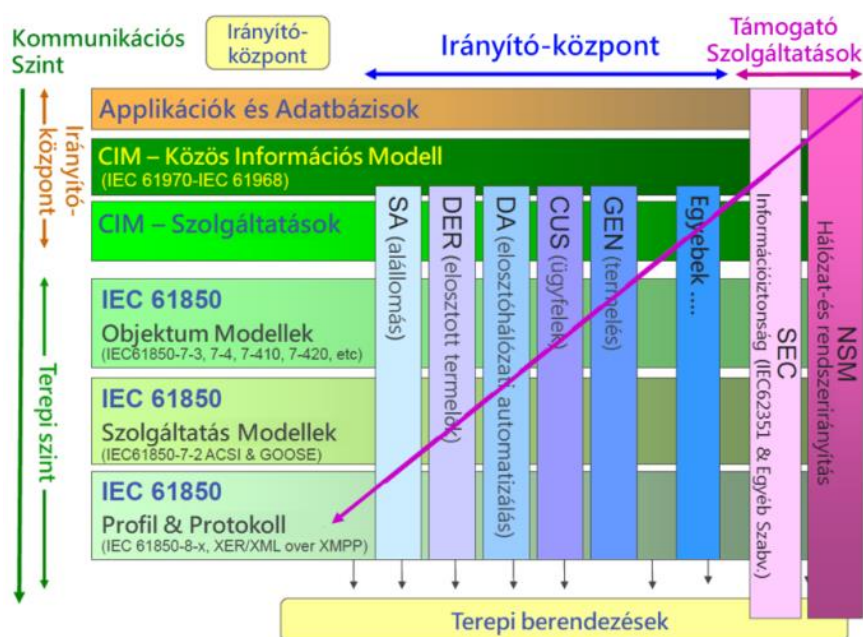 Kommunikációs
Szint
Irányító-
központ
Irányító-központ
Támogató
Szolgáltatások
Irányító-
központ
Terepi szint
Applikációk és Adatbázisok
CIM – Közös Információs Modell
(IEC 61970-IEC 61968)
CIM – Szolgáltatások
IEC 61850
Objektum Modellek
(IEC61850-7-3, 7-4, 7-410, 7-420, etc)
IEC 61850
Szolgáltatás Modellek
(IEC61850-7-2 ACSI & GOOSE)
IEC 61850
Profil & Protokoll
(IEC 61850-8-x, XER/XML over XMPP)
SA (alállomás)
DER (elosztott termelők)
DA (elosztóhálózati automatizálás)
CUS (ügyfelek)
GEN (termelés)
Egyebek .....
SEC
Információbiztonság (IEC62351 & Egyéb Szabv.)
NSM
Hálózat-és rendszerirányítás
Terepi berendezések